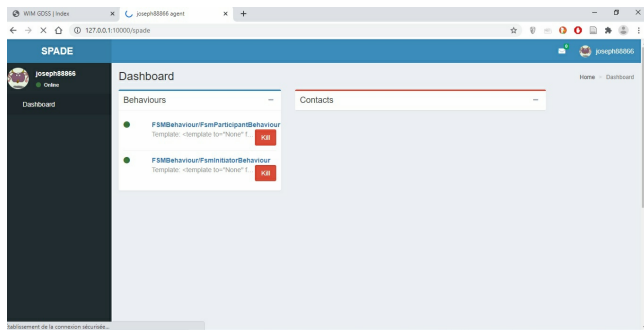 WIM GDSS | Index
joseph88866 agent
127.0.0.1:10000/spade
SPADE
joseph88866
joseph88866
Online
Dashboard
Dashboard
Home
Dashboard
Behaviours
FSMBehaviour/FsmParticipantBehaviour
Template: <template to="None" f...
Kill
FSMBehaviour/FsmInitiatorBehaviour
Template: <template to="None" f...
Kill
Contacts
Établissement de la connexion sécurisée...